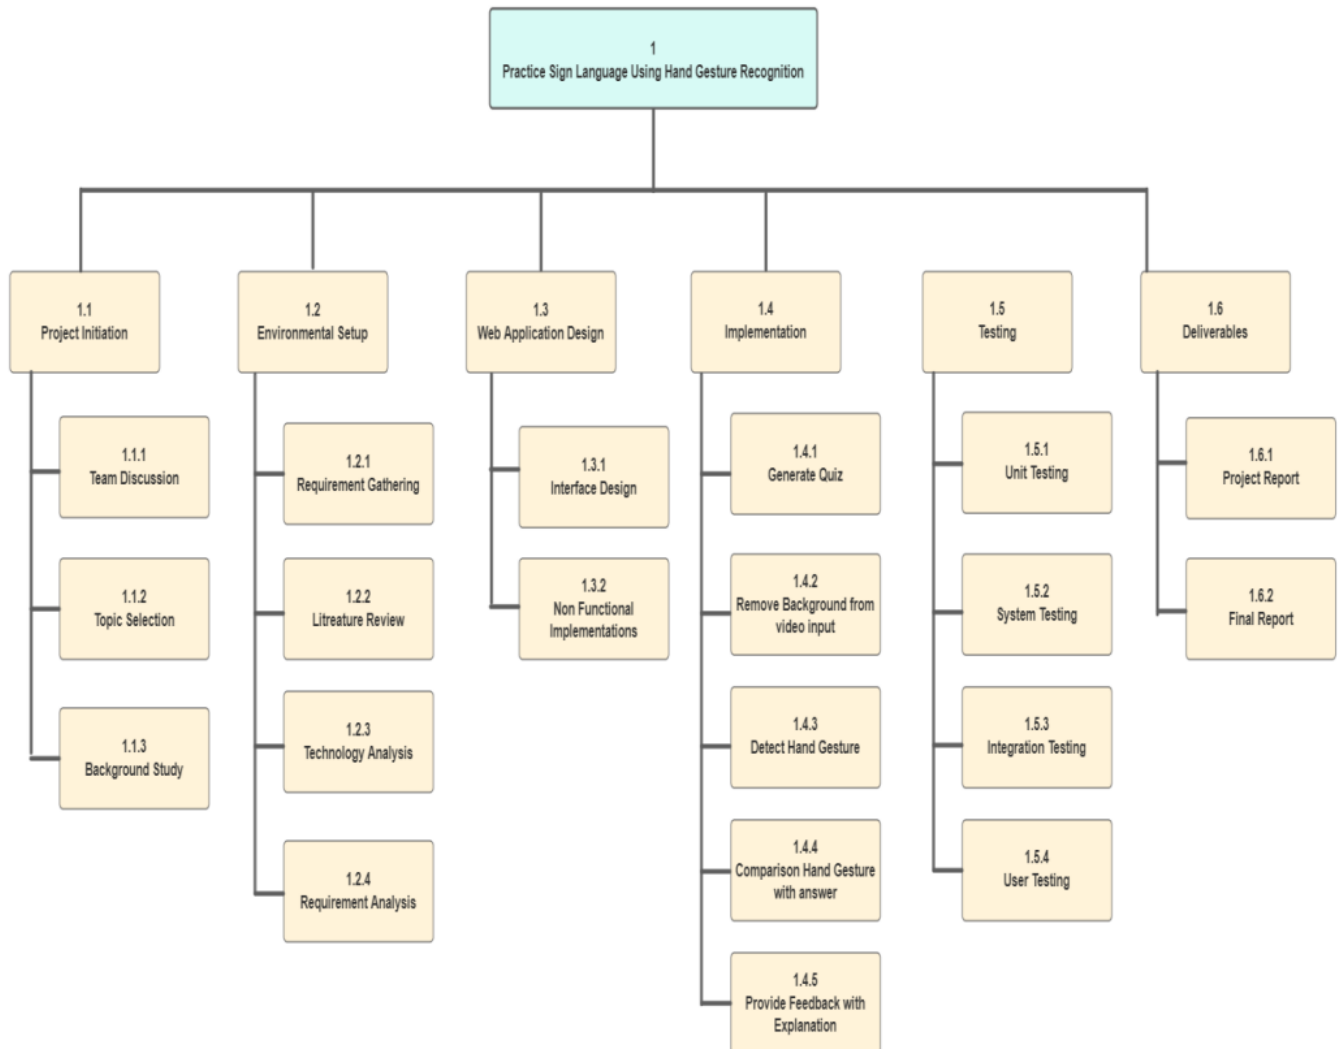 1
Practice Sign Language Using Hand Gesture Recognition
1.1
Project Initiation
1.1.1
Team Discussion
1.1.2
Topic Selection
1.1.3
Background Study
1.2
Environmental Setup
1.2.1
Requirement Gathering
1.2.2
Litreature Review
1.2.3
Technology Analysis
1.2.4
Requirement Analysis
1.3
Web Application Design
1.3.1
Interface Design
1.3.2
Non Functional
Implementations
1.4
Implementation
1.4.1
Generate Quiz
1.4.2
Remove Background from
video input
1.4.3
Detect Hand Gesture
1.4.4
Comparison Hand Gesture
with answer
1.4.5
Provide Feedback with
Explanation
1.5
Testing
1.5.1
Unit Testing
1.5.2
System Testing
1.5.3
Integration Testing
1.5.4
User Testing
1.6
Deliverables
1.6.1
Project Report
1.6.2
Final Report